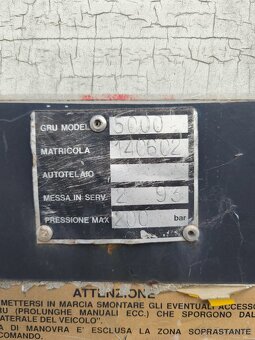 GRU MODEL 5000
MATRICOLA 140602
AUTOTELAIO
MESSA IN SERV. 2 93
PRESSIONE MAX 200 bar
ATTENZIONE
METTERSI IN MARCIA SMONTARE GLI EVENTUALI ACCESSO
RU (PROLUNGHE MANUALI ECC.) CHE SPORGONO DAL
LATERALE DEL VEICOLO"
A DI MANOVRA E' ESCLUSA LA ZONA SOPRASTANTE
COMANDO.